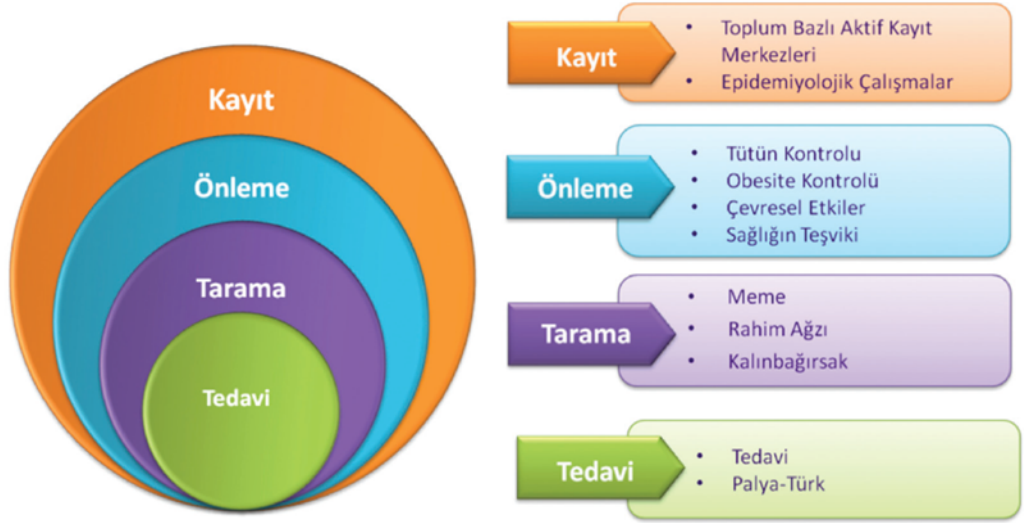 Kayıt
Önleme
Tarama
Tedavi
Kayıt
• Toplum Bazlı Aktif Kayıt
Merkezleri
• Epidemiyolojik Çalışmalar
Önleme
• Tütün Kontrolu
• Obesite Kontrolü
• Çevresel Etkiler
• Sağlığın Teşviki
Tarama
• Meme
• Rahim Ağzı
• Kalınbağırsak
Tedavi
• Tedavi
• Palya-Türk